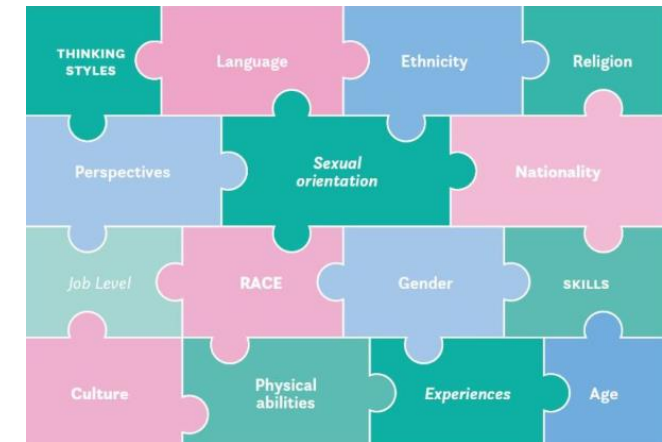 THINKING
STYLES
Language
Ethnicity
Religion
Perspectives
Sexual
orientation
Nationality
Job Level
RACE
Gender
SKILLS
Culture
Physical
abilities
Experiences
Age